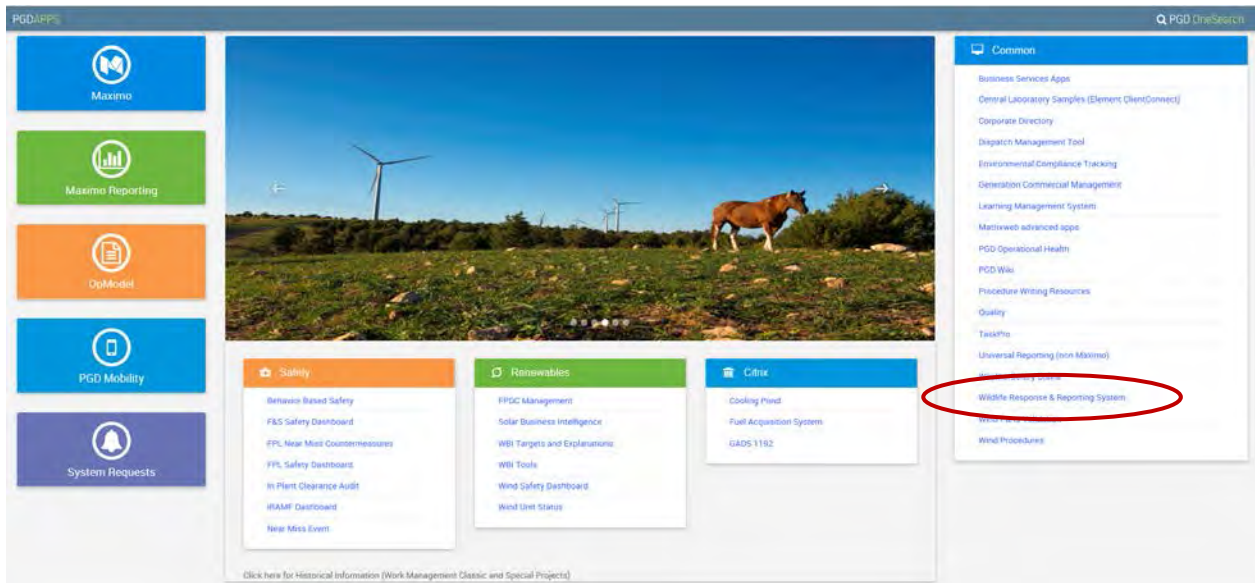 PGDAPPS
PGD OneSearch
Maximo
Maximo Reporting
OpModel
PGD Mobility
System Requests
Safety
Behavior Based Safety
F&S Safety Dashboard
FPL Near Miss Countermeasures
FPL Safety Dashboard
In Plant Clearance Audit
IRAMF Dashboard
Near Miss Event
Renewables
FPDC Management
Solar Business Intelligence
WBI Targets and Explanations
WBI Tools
Wind Safety Dashboard
Wind Unit Status
Citrix
Cooling Pond
Fuel Acquisition System
GADS 1192
Click here for Historical Information (Work Management Classic and Special Projects)
Common
Business Services Apps
Central Laboratory Samples (Element ClientConnect)
Corporate Directory
Dispatch Management Tool
Environmental Compliance Tracking
Generation Commercial Management
Learning Management System
Mattixweb advanced apps
PGD Operational Health
PGD Wiki
Procedure Writing Resources
Quality
TaskPro
Universal Reporting (non Maximo)
Wildlife Response & Reporting System
Wind Procedures